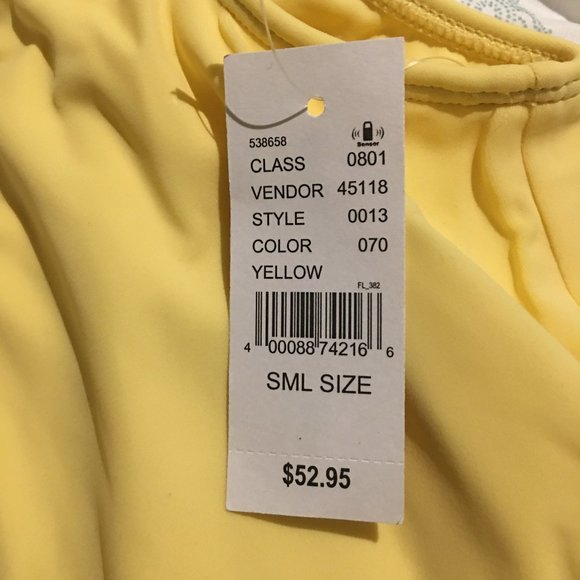 538658
Sensor
CLASS 0801
VENDOR 45118
STYLE 0013
COLOR 070
YELLOW
FL_382
4 00088 74216 6
SML SIZE
$52.95